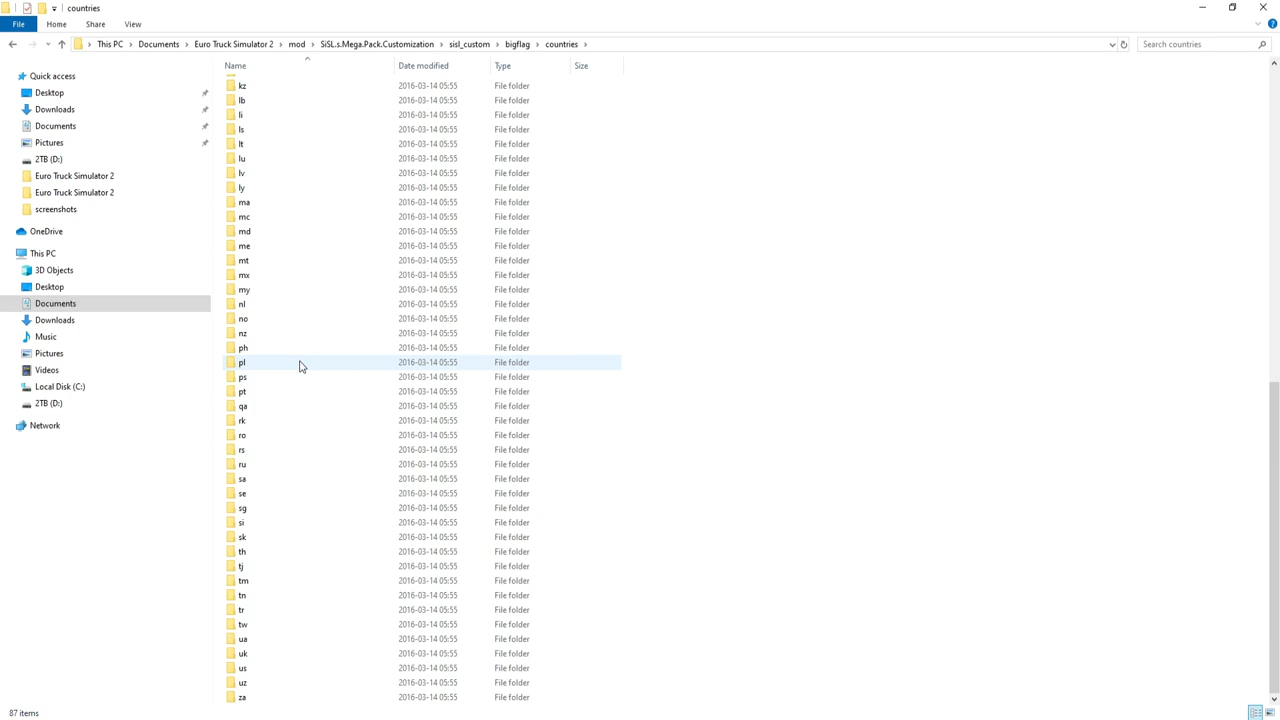 countries
File Home Share View
This PC Documents Euro Truck Simulator 2 mod SiSL.s.Mega.Pack.Customization sisl_custom bigflag countries Search countries
Name Date modified Type Size
Quick access
Desktop
Downloads
Documents
Pictures
2TB (D:)
Euro Truck Simulator 2
Euro Truck Simulator 2
screenshots
OneDrive
This PC
3D Objects
Desktop
Documents
Downloads
Music
Pictures
Videos
Local Disk (C:)
2TB (D:)
Network
kz 2016-03-14 05:55 File folder
lb 2016-03-14 05:55 File folder
li 2016-03-14 05:55 File folder
ls 2016-03-14 05:55 File folder
lt 2016-03-14 05:55 File folder
lu 2016-03-14 05:55 File folder
lv 2016-03-14 05:55 File folder
ly 2016-03-14 05:55 File folder
ma 2016-03-14 05:55 File folder
mc 2016-03-14 05:55 File folder
md 2016-03-14 05:55 File folder
me 2016-03-14 05:55 File folder
mt 2016-03-14 05:55 File folder
mx 2016-03-14 05:55 File folder
my 2016-03-14 05:55 File folder
nl 2016-03-14 05:55 File folder
no 2016-03-14 05:55 File folder
nz 2016-03-14 05:55 File folder
ph 2016-03-14 05:55 File folder
pl 2016-03-14 05:55 File folder
ps 2016-03-14 05:55 File folder
pt 2016-03-14 05:55 File folder
qa 2016-03-14 05:55 File folder
rk 2016-03-14 05:55 File folder
ro 2016-03-14 05:55 File folder
rs 2016-03-14 05:55 File folder
ru 2016-03-14 05:55 File folder
sa 2016-03-14 05:55 File folder
se 2016-03-14 05:55 File folder
sg 2016-03-14 05:55 File folder
si 2016-03-14 05:55 File folder
sk 2016-03-14 05:55 File folder
th 2016-03-14 05:55 File folder
tj 2016-03-14 05:55 File folder
tm 2016-03-14 05:55 File folder
tn 2016-03-14 05:55 File folder
tr 2016-03-14 05:55 File folder
tw 2016-03-14 05:55 File folder
ua 2016-03-14 05:55 File folder
uk 2016-03-14 05:55 File folder
us 2016-03-14 05:55 File folder
uz 2016-03-14 05:55 File folder
za 2016-03-14 05:55 File folder
87 items